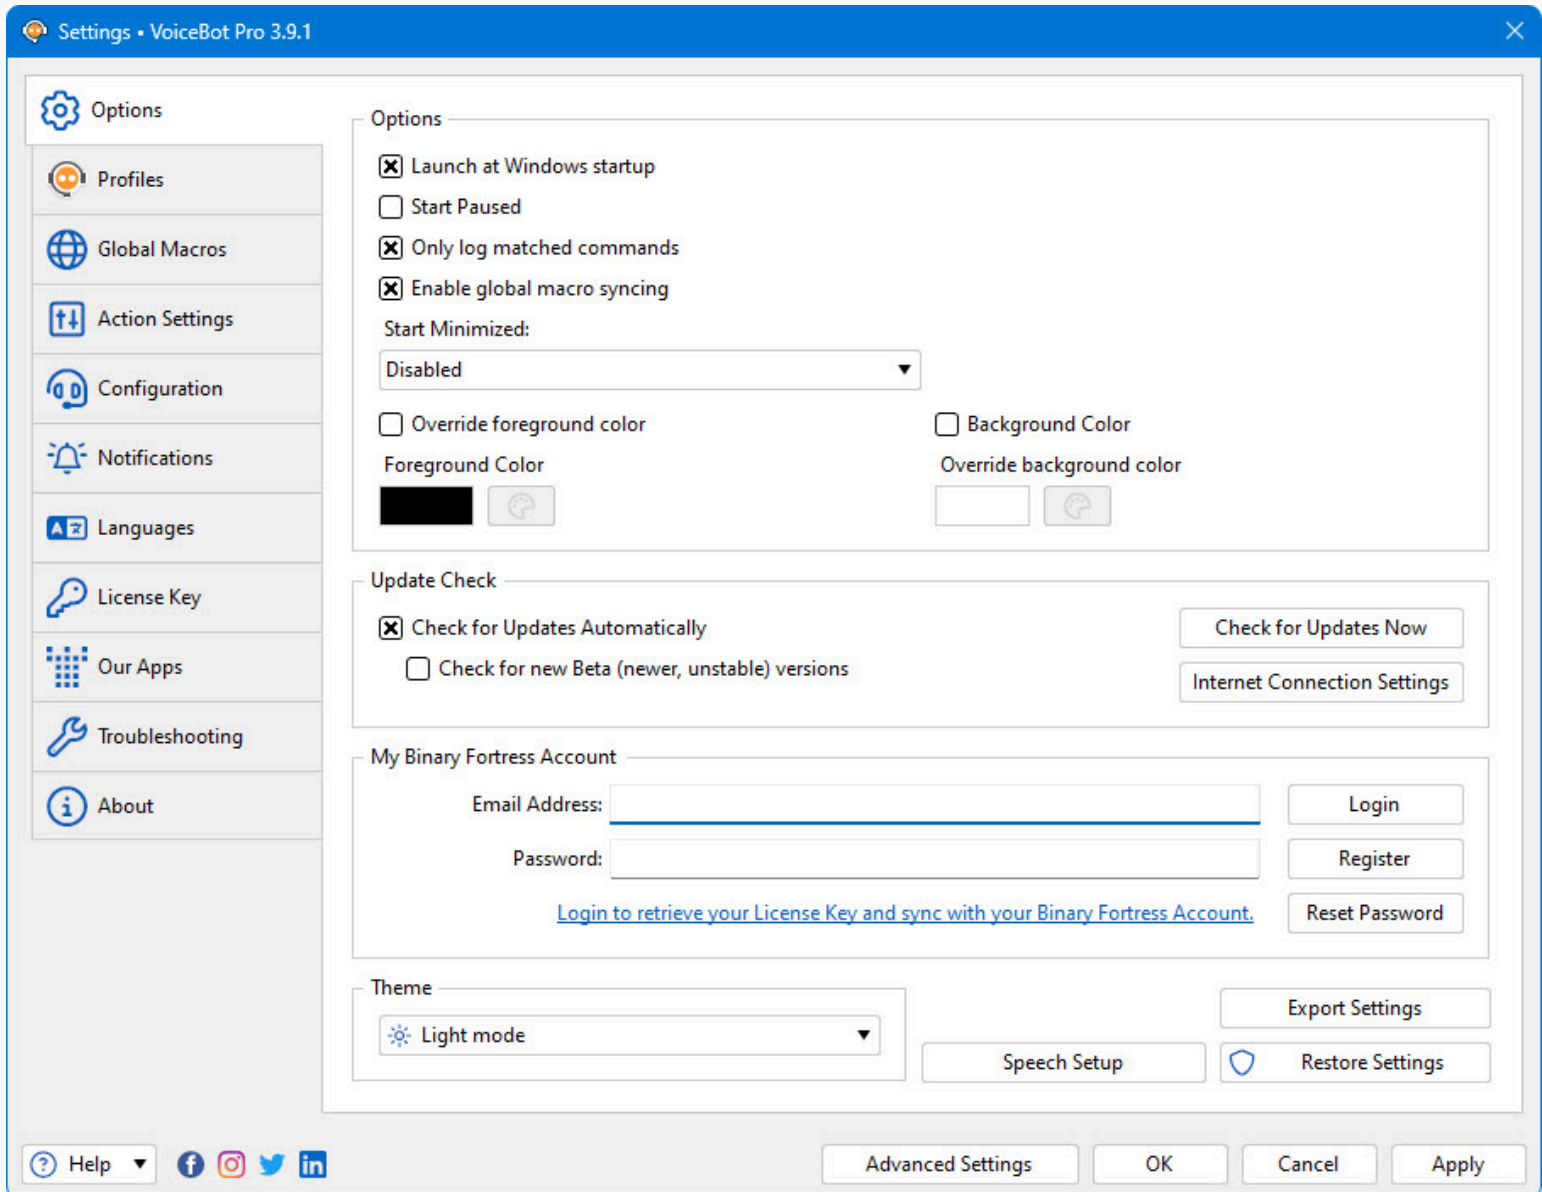 Settings • VoiceBot Pro 3.9.1
Options
Profiles
Global Macros
Action Settings
Configuration
Notifications
Languages
License Key
Our Apps
Troubleshooting
About
Options
Launch at Windows startup
Start Paused
Only log matched commands
Enable global macro syncing
Start Minimized:
Disabled
Override foreground color
Background Color
Foreground Color
Override background color
Update Check
Check for Updates Automatically
Check for Updates Now
Check for new Beta (newer, unstable) versions
Internet Connection Settings
My Binary Fortress Account
Email Address:
Login
Password:
Register
Login to retrieve your License Key and sync with your Binary Fortress Account.
Reset Password
Theme
Light mode
Export Settings
Speech Setup
Restore Settings
Help
Advanced Settings
OK
Cancel
Apply